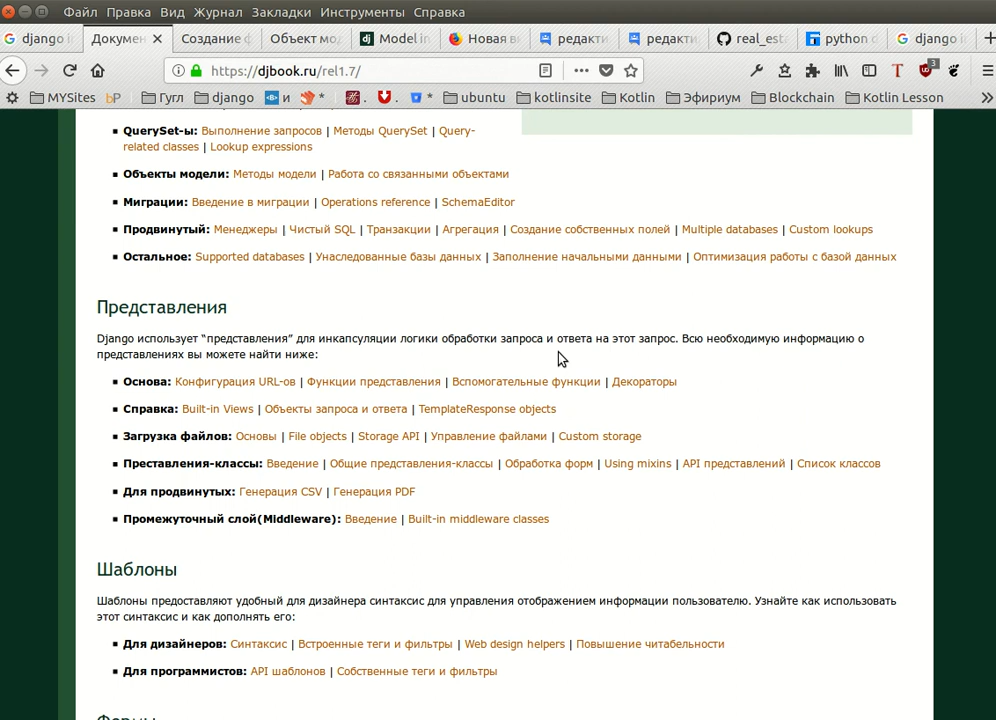 Файл Правка Вид Журнал Закладки Инструменты Справка
django i
Докумен
Создание ф
Объект мо
Model in
Новая в
редакти
редакти
real_esta
python d
django i
https://djbook.ru/rel1.7/
3
MYSites Гугл django и * . . * ubuntu kotlinsite Kotlin Эфириум Blockchain Kotlin Lesson
QuerySet-ы: Выполнение запросов | Методы QuerySet | Query-
related classes | Lookup expressions
Объекты модели: Методы модели | Работа со связанными объектами
Миграции: Введение в миграции | Operations reference | SchemaEditor
Продвинутый: Менеджеры | Чистый SQL | Транзакции | Агрегация | Создание собственных полей | Multiple databases | Custom lookups
Остальное: Supported databases | Унаследованные базы данных | Заполнение начальными данными | Оптимизация работы с базой данных
Представления
Django использует “представления” для инкапсуляции логики обработки запроса и ответа на этот запрос. Всю необходимую информацию о
представлениях вы можете найти ниже:
Основа: Конфигурация URL-ов | Функции представления | Вспомогательные функции | Декораторы
Справка: Built-in Views | Объекты запроса и ответа | TemplateResponse objects
Загрузка файлов: Основы | File objects | Storage API | Управление файлами | Custom storage
Преставления-классы: Введение | Общие представления-классы | Обработка форм | Using mixins | API представлений | Список классов
Для продвинутых: Генерация CSV | Генерация PDF
Промежуточный слой(Middleware): Введение | Built-in middleware classes
Шаблоны
Шаблоны предоставляют удобный для дизайнера синтаксис для управления отображением информации пользователю. Узнайте как использовать
этот синтаксис и как дополнять его:
Для дизайнеров: Синтаксис | Встроенные теги и фильтры | Web design helpers | Повышение читабельности
Для программистов: API шаблонов | Собственные теги и фильтры